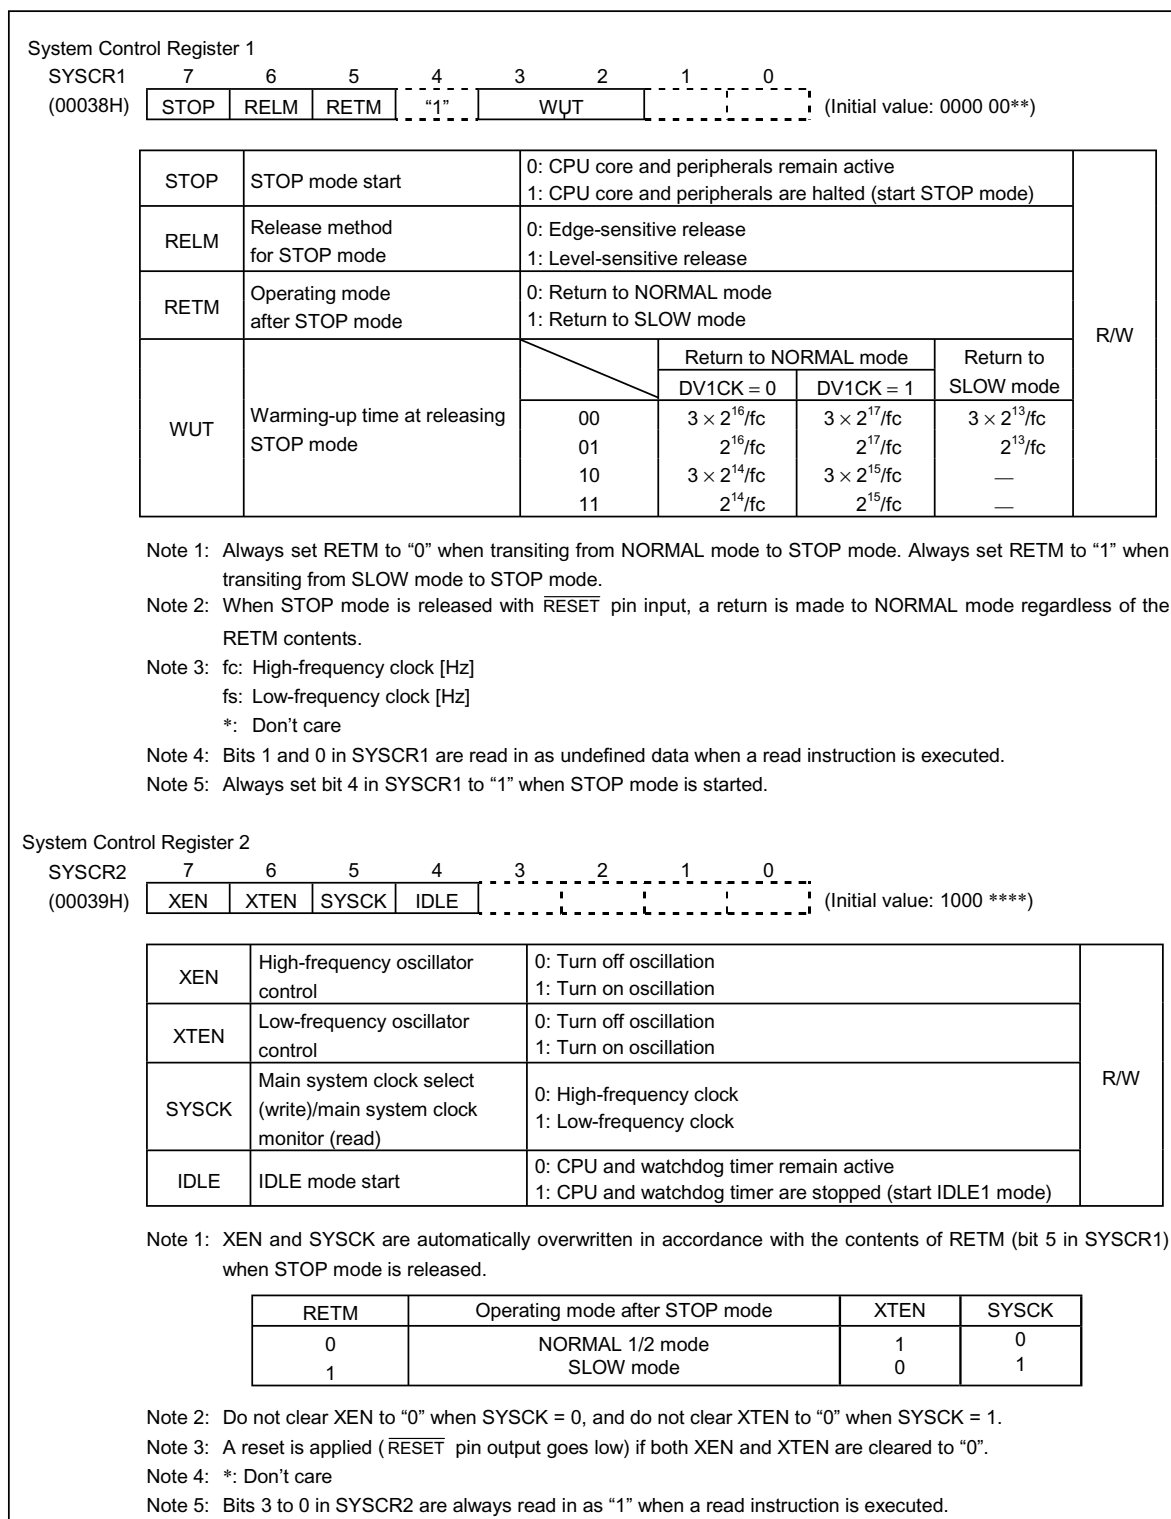 System Control Register 1
SYSCR1 7 6 5 4 3 2 1 0
(00038H) STOP RELM RETM “1” WUT (Initial value: 0000 00**)
STOP STOP mode start 0: CPU core and peripherals remain active
1: CPU core and peripherals are halted (start STOP mode)
RELM Release method for STOP mode 0: Edge-sensitive release
1: Level-sensitive release
RETM Operating mode after STOP mode 0: Return to NORMAL mode
1: Return to SLOW mode
R/W
WUT Warming-up time at releasing STOP mode
Return to NORMAL mode Return to SLOW mode
DV1CK = 0 DV1CK = 1
00 3 × 2^16/fc 3 × 2^17/fc 3 × 2^13/fc
01 2^16/fc 2^17/fc 2^13/fc
10 3 × 2^14/fc 3 × 2^15/fc —
11 2^14/fc 2^15/fc —
Note 1: Always set RETM to “0” when transiting from NORMAL mode to STOP mode. Always set RETM to “1” when
transiting from SLOW mode to STOP mode.
Note 2: When STOP mode is released with RESET pin input, a return is made to NORMAL mode regardless of the
RETM contents.
Note 3: fc: High-frequency clock [Hz]
fs: Low-frequency clock [Hz]
*: Don’t care
Note 4: Bits 1 and 0 in SYSCR1 are read in as undefined data when a read instruction is executed.
Note 5: Always set bit 4 in SYSCR1 to “1” when STOP mode is started.
System Control Register 2
SYSCR2 7 6 5 4 3 2 1 0
(00039H) XEN XTEN SYSCK IDLE (Initial value: 1000 ****)
XEN High-frequency oscillator control 0: Turn off oscillation
1: Turn on oscillation
XTEN Low-frequency oscillator control 0: Turn off oscillation
1: Turn on oscillation
R/W
SYSCK Main system clock select (write)/main system clock monitor (read) 0: High-frequency clock
1: Low-frequency clock
IDLE IDLE mode start 0: CPU and watchdog timer remain active
1: CPU and watchdog timer are stopped (start IDLE1 mode)
Note 1: XEN and SYSCK are automatically overwritten in accordance with the contents of RETM (bit 5 in SYSCR1)
when STOP mode is released.
RETM Operating mode after STOP mode XTEN SYSCK
0 NORMAL 1/2 mode 1 0
1 SLOW mode 0 1
Note 2: Do not clear XEN to “0” when SYSCK = 0, and do not clear XTEN to “0” when SYSCK = 1.
Note 3: A reset is applied (RESET pin output goes low) if both XEN and XTEN are cleared to “0”.
Note 4: *: Don’t care
Note 5: Bits 3 to 0 in SYSCR2 are always read in as “1” when a read instruction is executed.